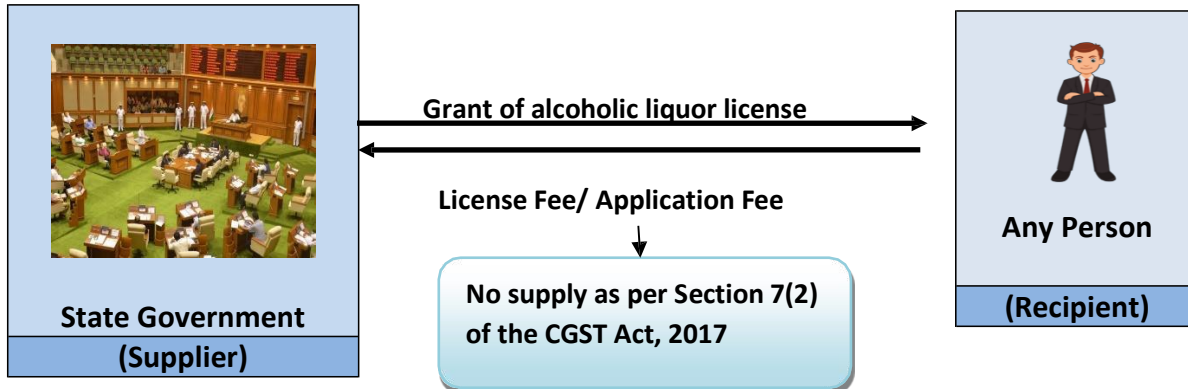 Grant of alcoholic liquor license
License Fee/ Application Fee
No supply as per Section 7(2)
of the CGST Act, 2017
State Government
(Supplier)
Any Person
(Recipient)